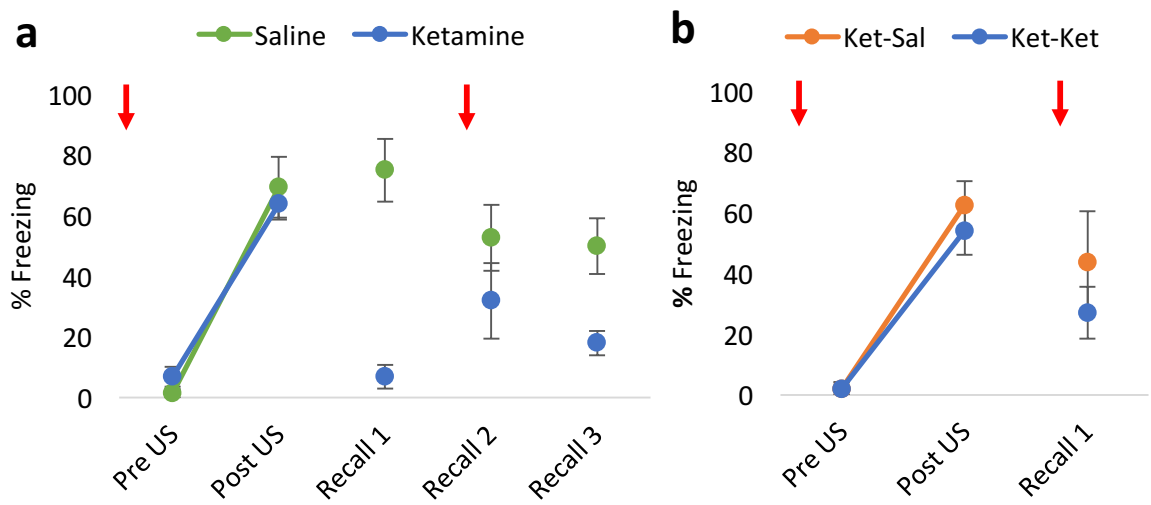 a
Saline Ketamine
% Freezing
100
80
60
40
20
0
Pre US
Post US
Recall 1
Recall 2
Recall 3
b
Ket-Sal Ket-Ket
% Freezing
100
80
60
40
20
0
Pre US
Post US
Recall 1